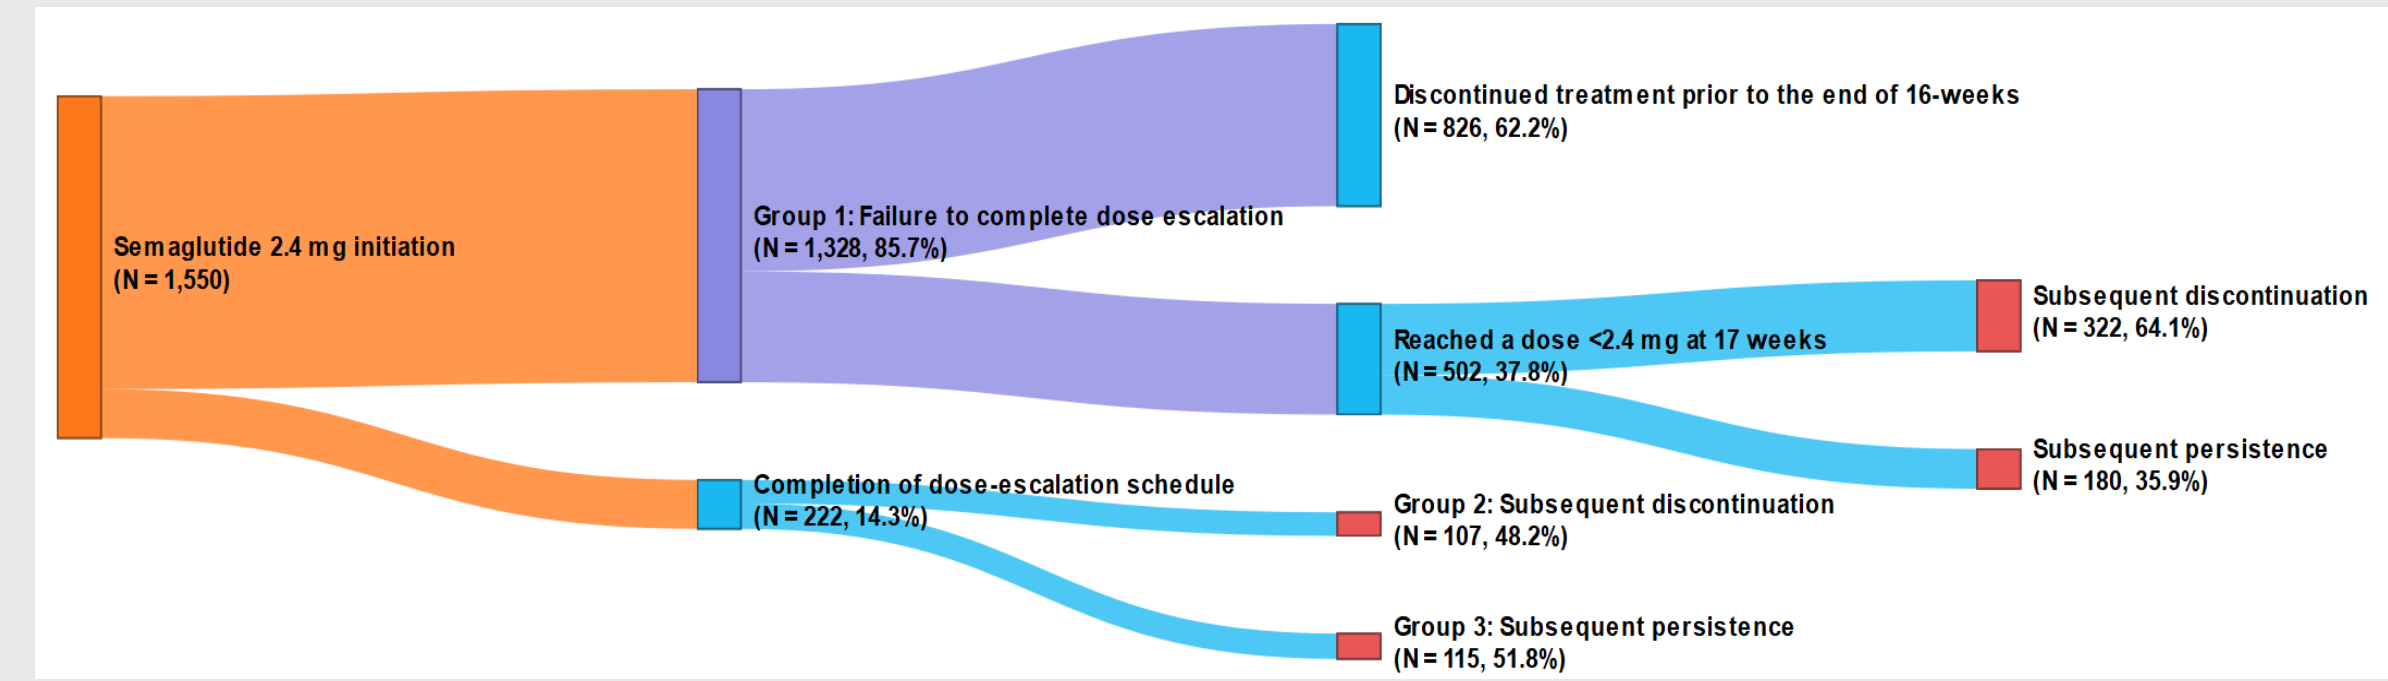 Semaglutide 2.4 mg initiation
(N = 1,550)
Group 1: Failure to complete dose escalation
(N = 1,328, 85.7%)
Completion of dose-escalation schedule
(N = 222, 14.3%)
Discontinued treatment prior to the end of 16-weeks
(N = 826, 62.2%)
Reached a dose <2.4 mg at 17 weeks
(N = 502, 37.8%)
Group 2: Subsequent discontinuation
(N = 107, 48.2%)
Group 3: Subsequent persistence
(N = 115, 51.8%)
Subsequent discontinuation
(N = 322, 64.1%)
Subsequent persistence
(N = 180, 35.9%)